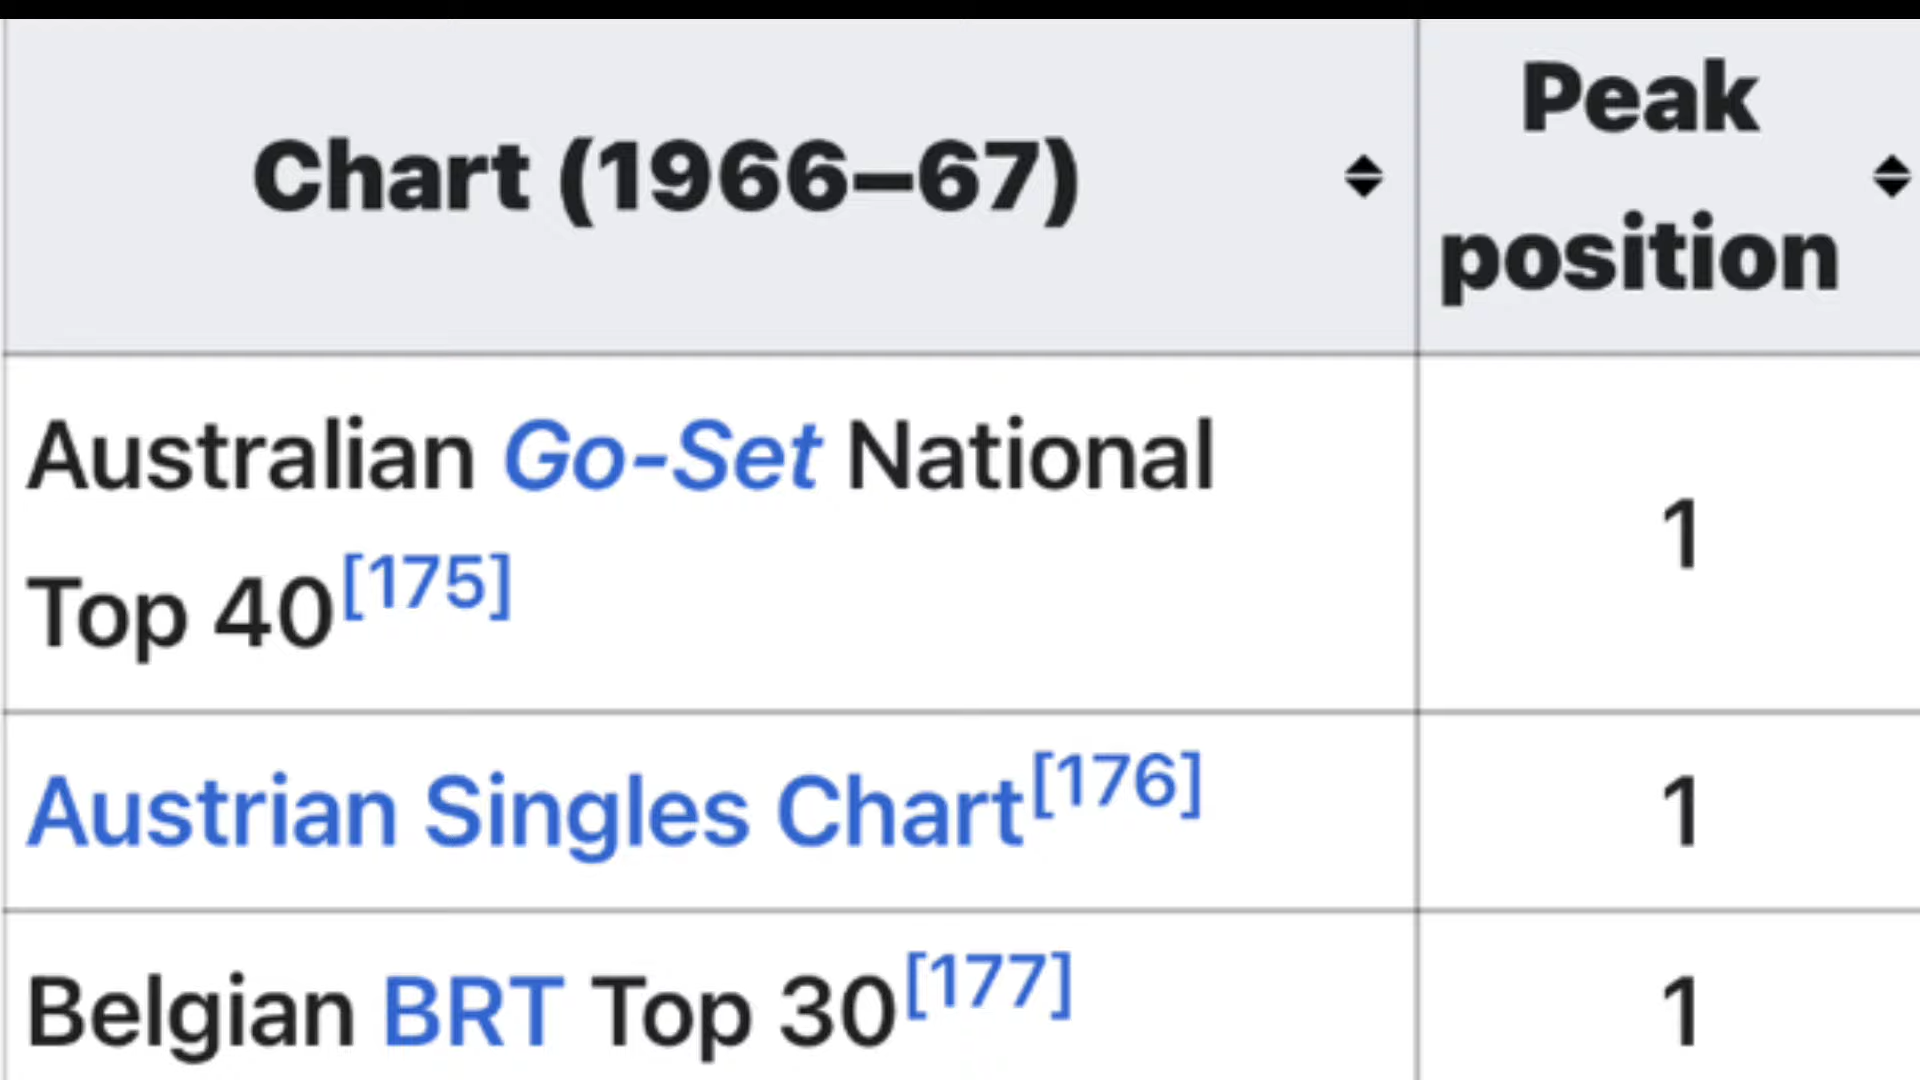 Chart (1966–67)
Peak
position
Australian Go-Set National
Top 40[175]
1
Austrian Singles Chart[176]
1
Belgian BRT Top 30[177]
1